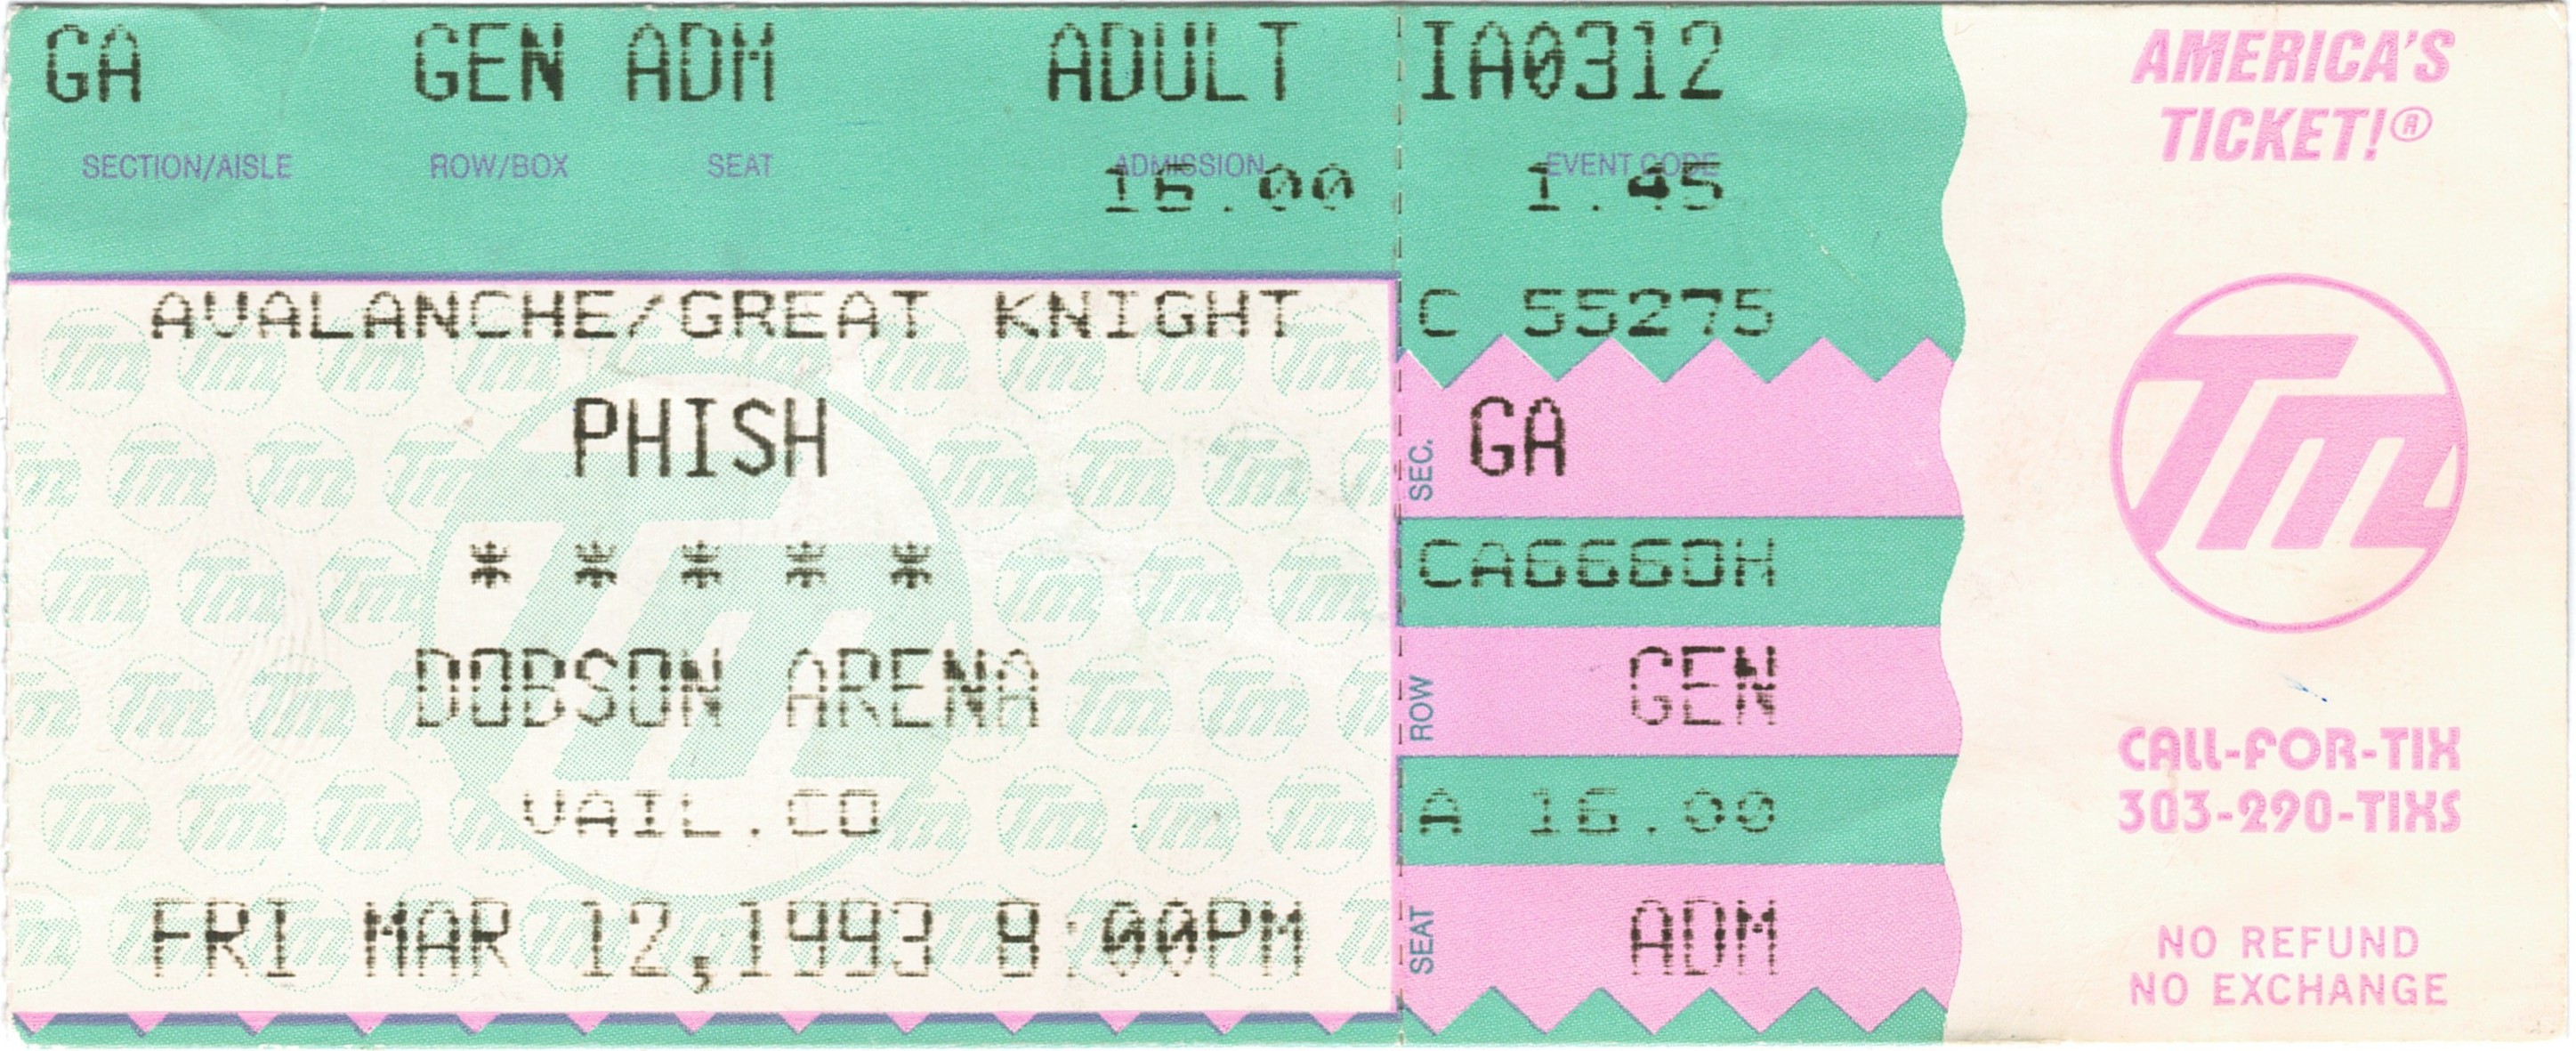 GA GEN ADM ADULT IA0312
SECTION/AISLE ROW/BOX SEAT ADMISSION EVENT CODE
16.00 1.45
AVALANCHE/GREAT KNIGHT
PHISH
* * * * *
DOBSON ARENA
VAIL.CO
FRI MAR 12,1993 8:00PM
C 55275
SEC. GA
CA666OH
ROW GEN
A 16.00
SEAT ADM
AMERICA'S
TICKET!®
TM
CALL-FOR-TIX
303-290-TIXS
NO REFUND
NO EXCHANGE